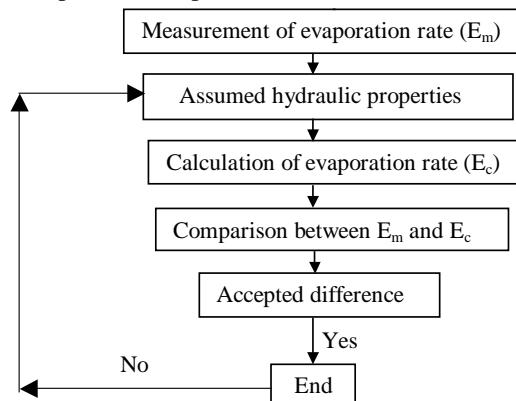 Measurement of evaporation rate (Em)
Assumed hydraulic properties
Calculation of evaporation rate (Ec)
Comparison between Em and Ec
Accepted difference
Yes
No
End